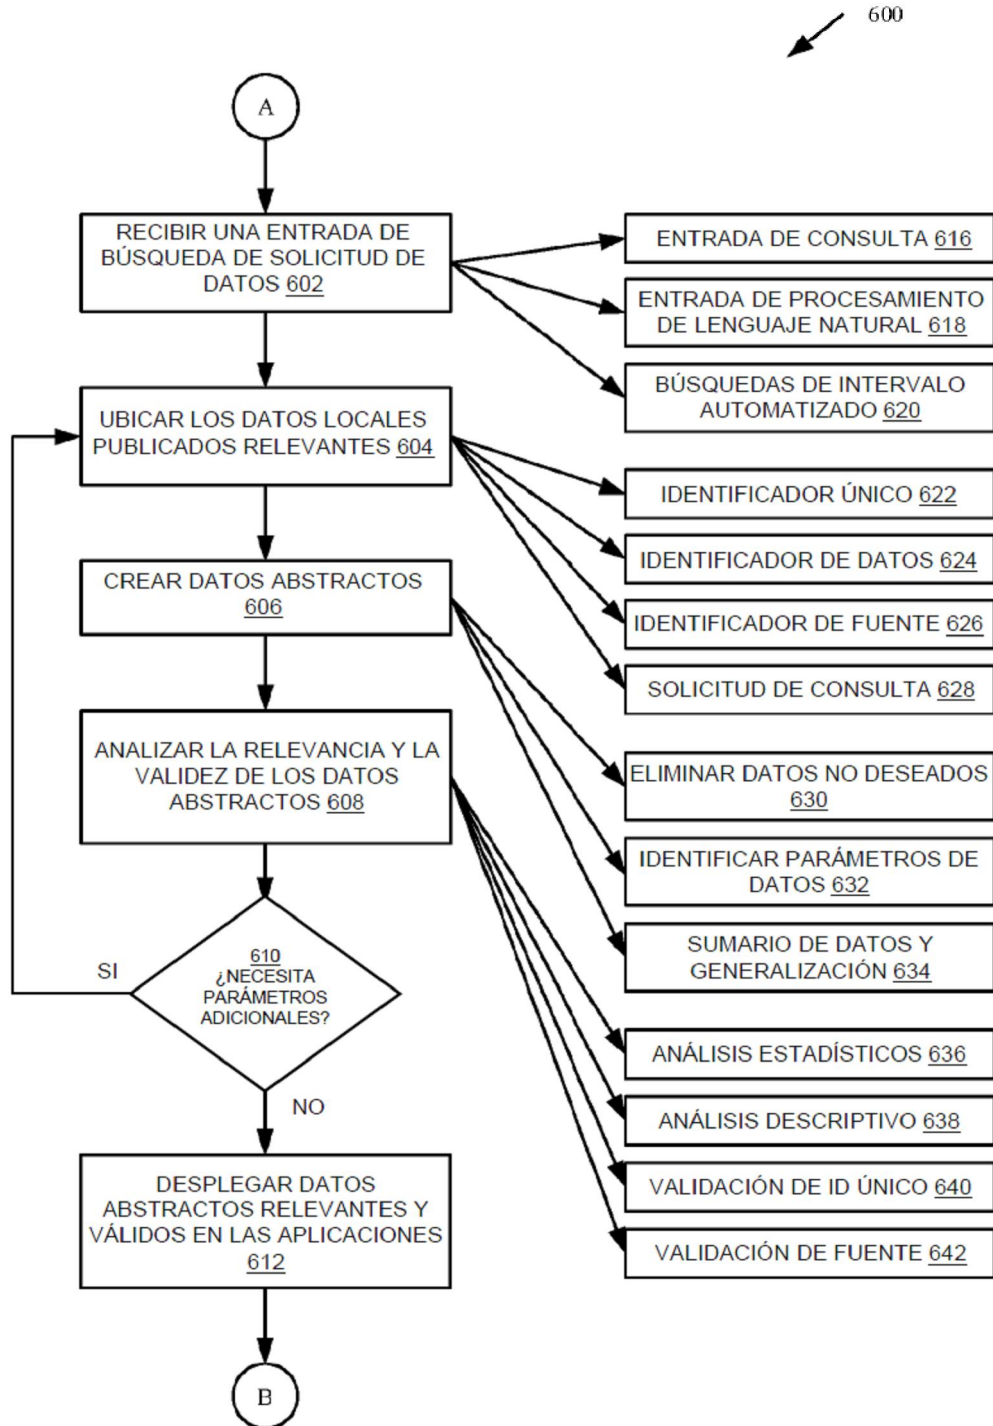 600
A
RECIBIR UNA ENTRADA DE
BÚSQUEDA DE SOLICITUD DE
DATOS 602
ENTRADA DE CONSULTA 616
ENTRADA DE PROCESAMIENTO
DE LENGUAJE NATURAL 618
BÚSQUEDAS DE INTERVALO
AUTOMATIZADO 620
UBICAR LOS DATOS LOCALES
PUBLICADOS RELEVANTES 604
IDENTIFICADOR ÚNICO 622
IDENTIFICADOR DE DATOS 624
IDENTIFICADOR DE FUENTE 626
SOLICITUD DE CONSULTA 628
CREAR DATOS ABSTRACTOS
606
ELIMINAR DATOS NO DESEADOS
630
IDENTIFICAR PARÁMETROS DE
DATOS 632
SUMARIO DE DATOS Y
GENERALIZACIÓN 634
ANALIZAR LA RELEVANCIA Y LA
VALIDEZ DE LOS DATOS
ABSTRACTOS 608
ANÁLISIS ESTADÍSTICOS 636
ANÁLISIS DESCRIPTIVO 638
VALIDACIÓN DE ID ÚNICO 640
VALIDACIÓN DE FUENTE 642
610
¿NECESITA
PARÁMETROS
ADICIONALES?
SI
NO
DESPLEGAR DATOS
ABSTRACTOS RELEVANTES Y
VÁLIDOS EN LAS APLICACIONES
612
B